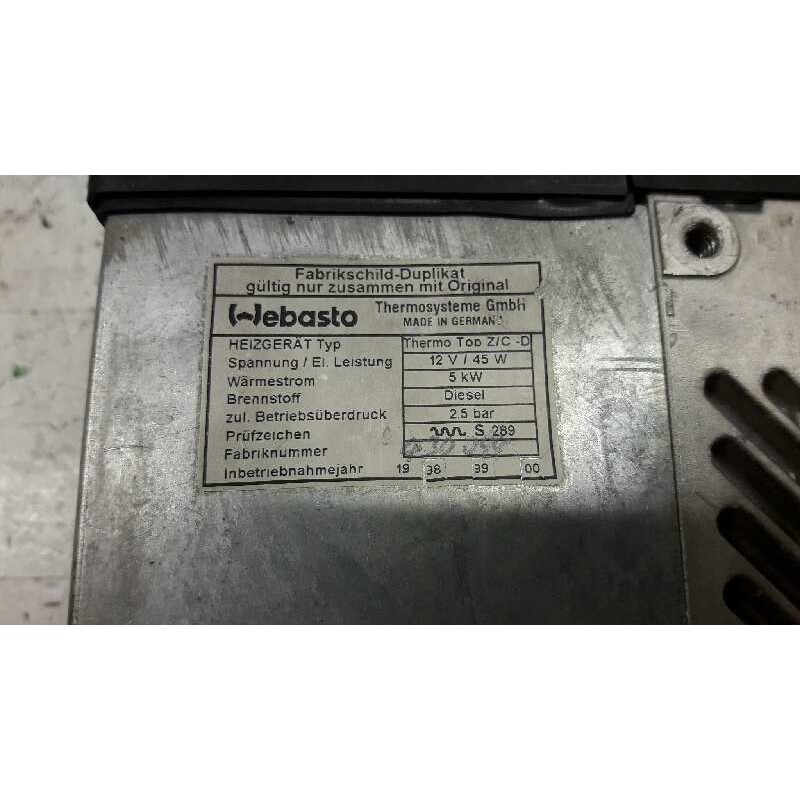 Fabrikschild-Duplikat
gültig nur zusammen mit Original
Webasto Thermosysteme GmbH
MADE IN GERMANY
HEIZGERÄT Typ Thermo Top Z/C -D
Spannung / El. Leistung 12 V / 45 W
Wärmestrom 5 kW
Brennstoff Diesel
zul. Betriebsüberdruck 2.5 bar
Prüfzeichen S 289
Fabriknummer
Inbetriebnahmejahr 19 98 99 00